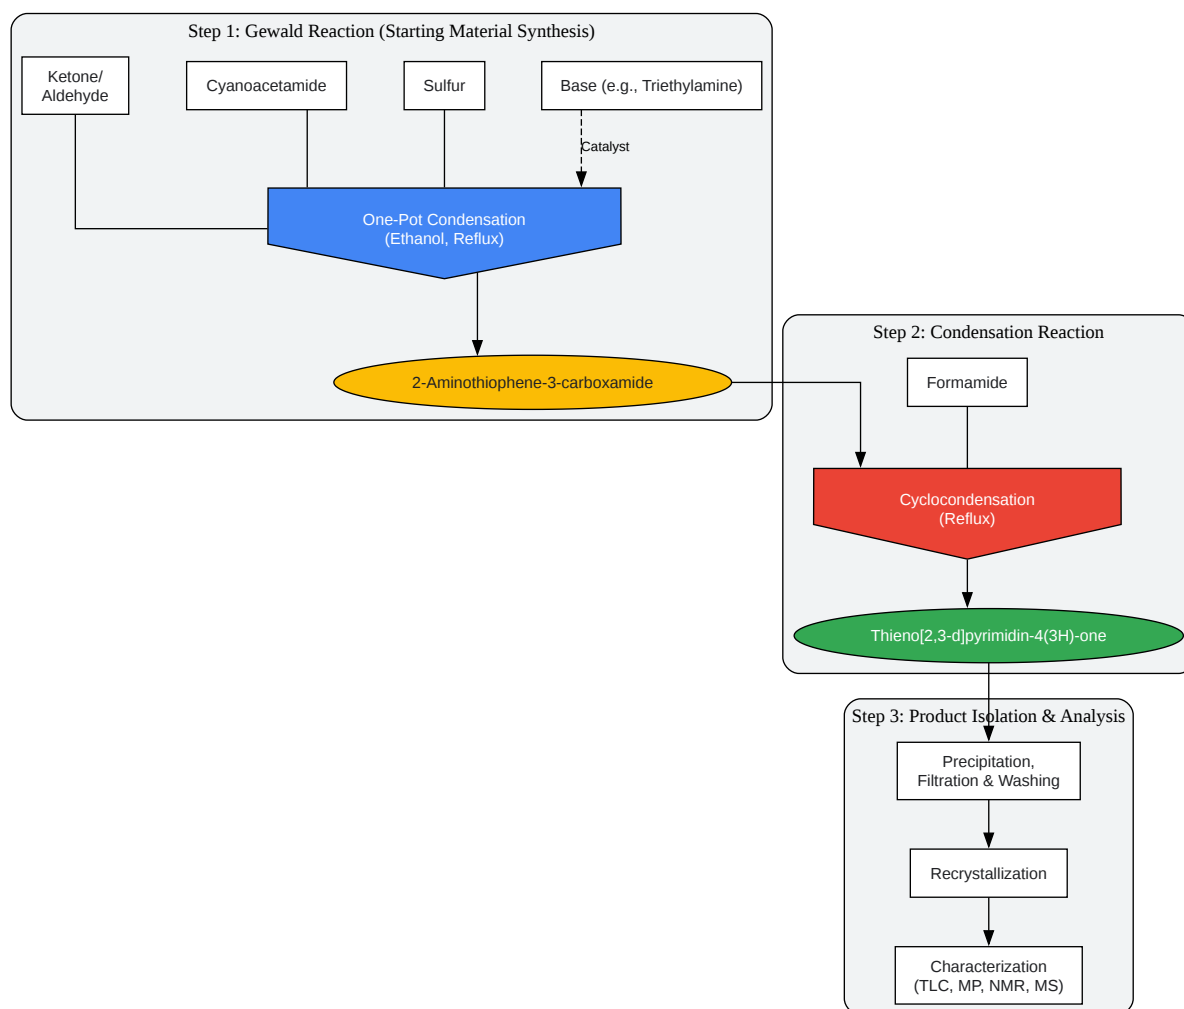 Step 1: Gewald Reaction (Starting Material Synthesis)
Ketone/
Aldehyde
Cyanoacetamide
Sulfur
Base (e.g., Triethylamine)
Catalyst
One-Pot Condensation
(Ethanol, Reflux)
2-Aminothiophene-3-carboxamide
Step 2: Condensation Reaction
Formamide
Cyclocondensation
(Reflux)
Thieno[2,3-d]pyrimidin-4(3H)-one
Step 3: Product Isolation & Analysis
Precipitation,
Filtration & Washing
Recrystallization
Characterization
(TLC, MP, NMR, MS)